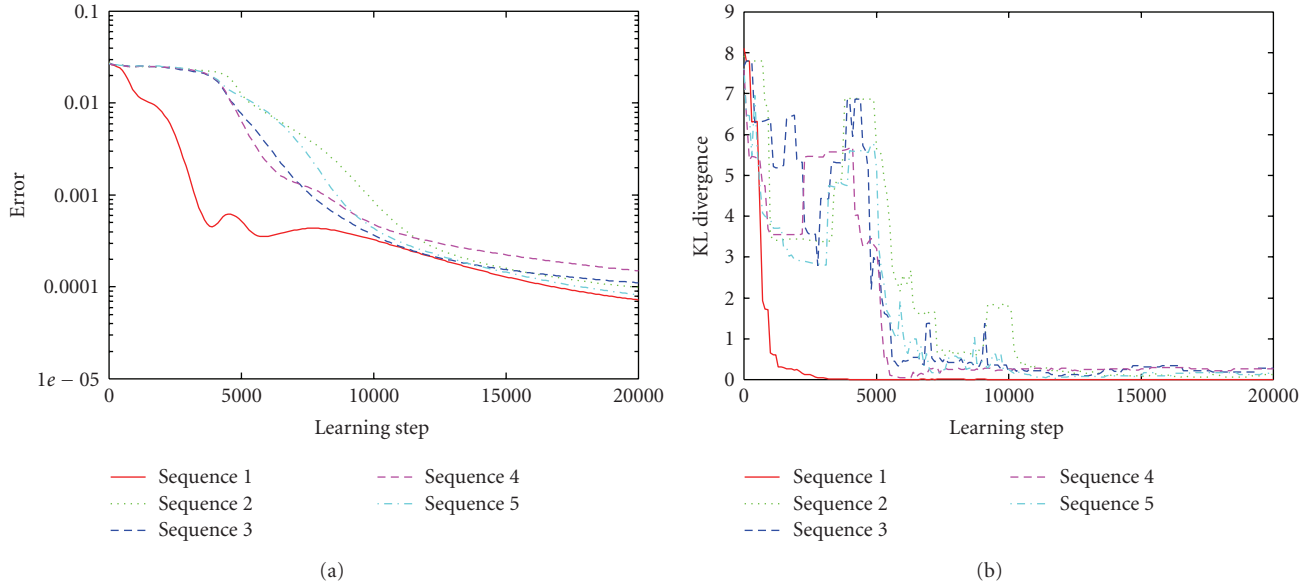 0.1
0.01
0.001
0.0001
1e − 05
Error
0
5000
10000
15000
20000
Learning step
Sequence 1
Sequence 2
Sequence 3
Sequence 4
Sequence 5
(a)
9
8
7
6
5
4
3
2
1
0
KL divergence
0
5000
10000
15000
20000
Learning step
Sequence 1
Sequence 2
Sequence 3
Sequence 4
Sequence 5
(b)